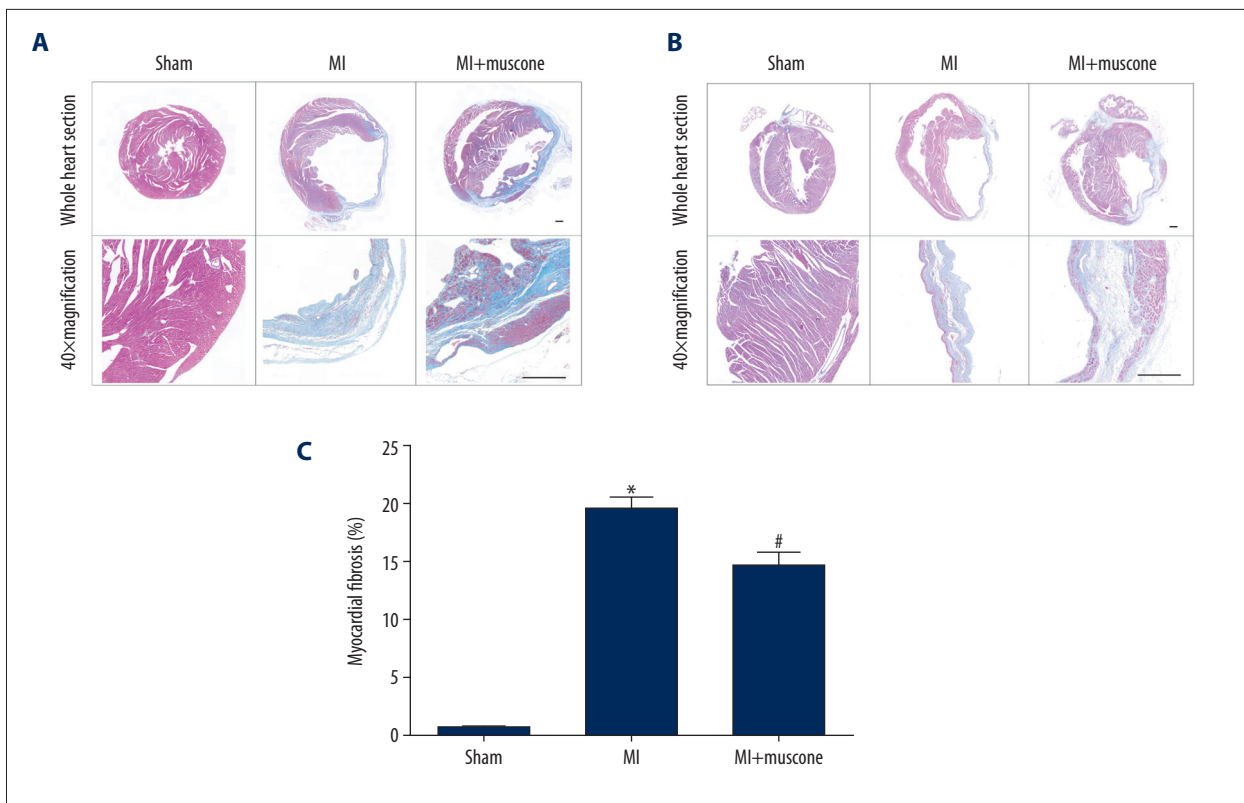 A
Sham MI MI+muscone
Whole heart section
40×magnification
B
Sham MI MI+muscone
Whole heart section
40×magnification
C
Myocardial fibrosis (%)
25
20
15
10
5
0
*
#
Sham MI MI+muscone